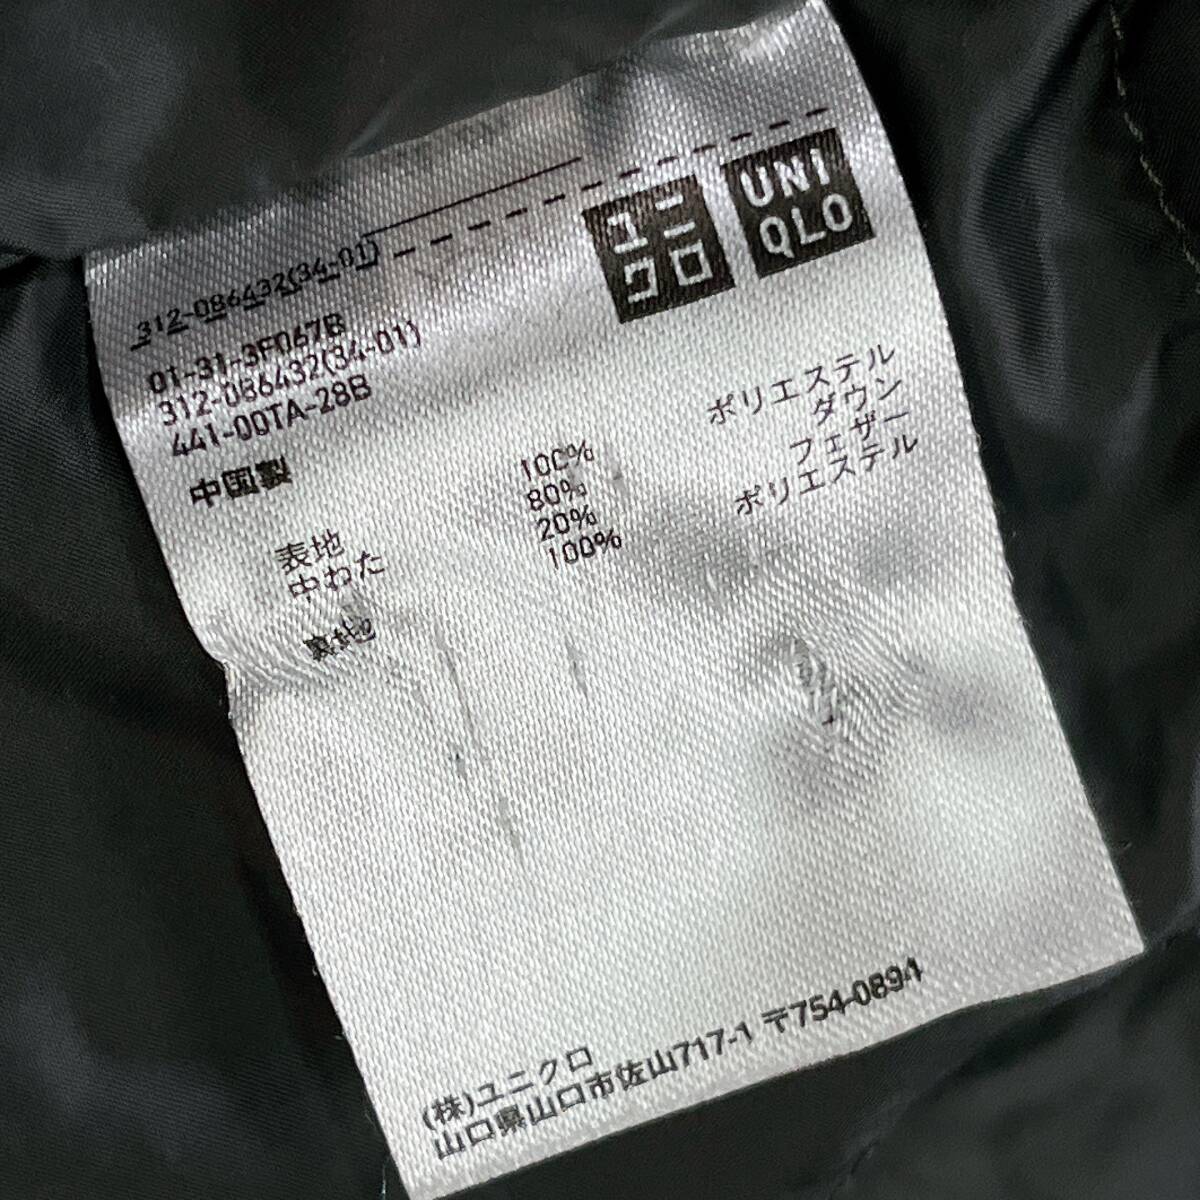 312-086432(34-01)
ユニクロ
UNIQLO
01-31-3F067B
312-086432(34-01)
441-00TA-28B
中国製
表地 100% ポリエステル
中わた 80% ダウン
20% フェザー
裏地 100% ポリエステル
(株)ユニクロ
山口県山口市佐山717-1 〒754-0894